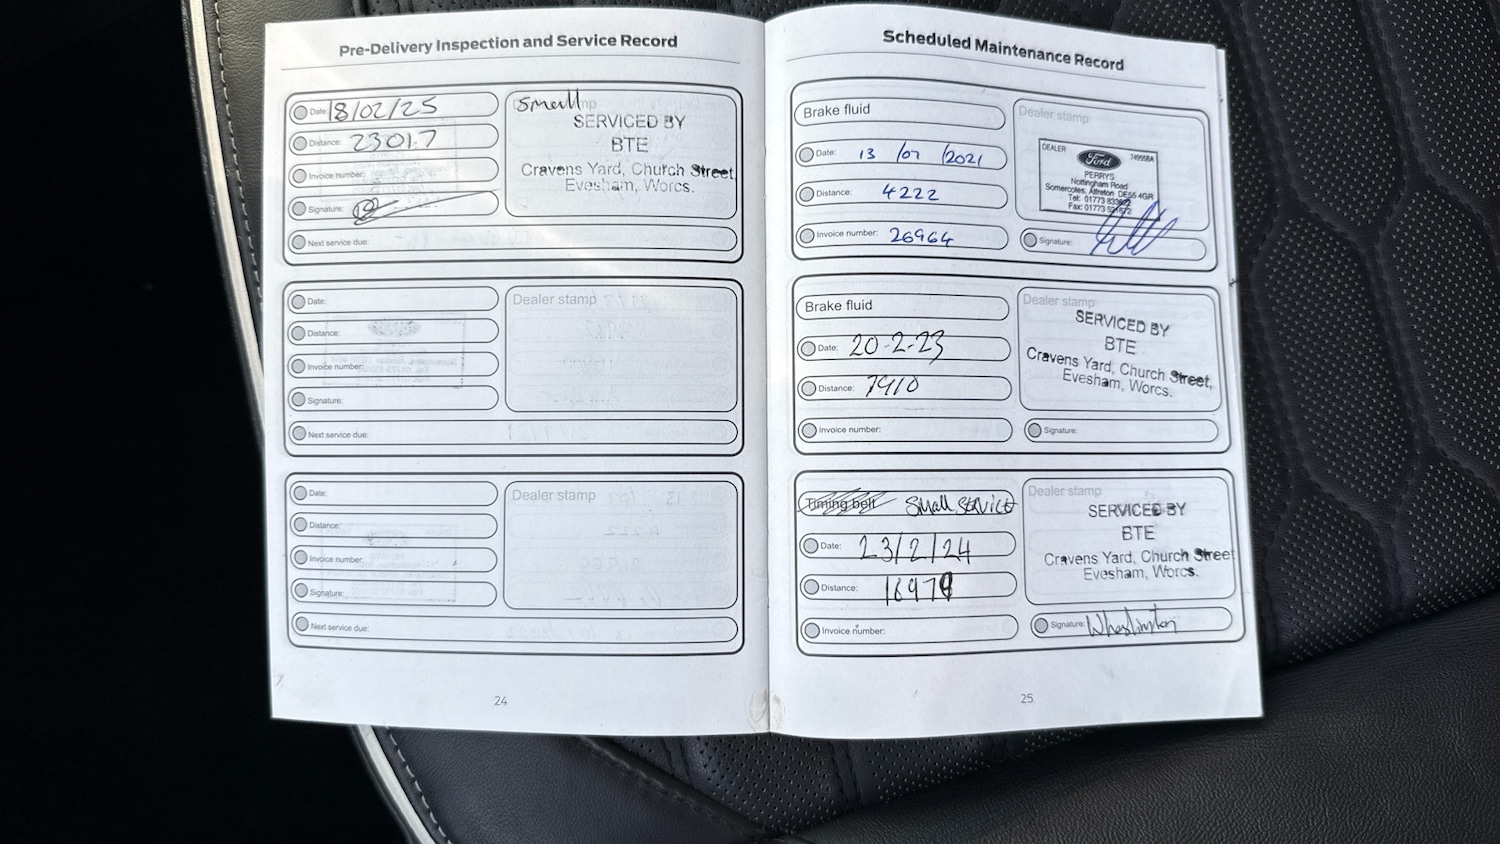 Pre-Delivery Inspection and Service Record
Date: 18/02/25
Distance: 23017
Invoice number:
Signature:
Next service due:
Small
SERVICED BY
BTE
Cravens Yard, Church Street
Evesham, Worcs.
Date:
Distance:
Invoice number:
Signature:
Next service due:
Dealer stamp
Date:
Distance:
Invoice number:
Signature:
Next service due:
Dealer stamp
24
Scheduled Maintenance Record
Brake fluid
Date: 13 /07 /2021
Distance: 4222
Invoice number: 26964
Dealer stamp
DEALER
Ford
PERRYS
Nottingham Road
Somercotes, Alfreton DE55 4GR
Tel: 01773
Fax: 01773
Signature:
Brake fluid
Date: 20-2-23
Distance: 7910
Invoice number:
Dealer stamp
SERVICED BY
BTE
Cravens Yard, Church Street,
Evesham, Worcs.
Signature:
Timing belt Small Service
Date: 23/2/24
Distance:
Invoice number:
Dealer stamp
SERVICED BY
BTE
Cravens Yard, Church Street
Evesham, Worcs.
Signature:
25